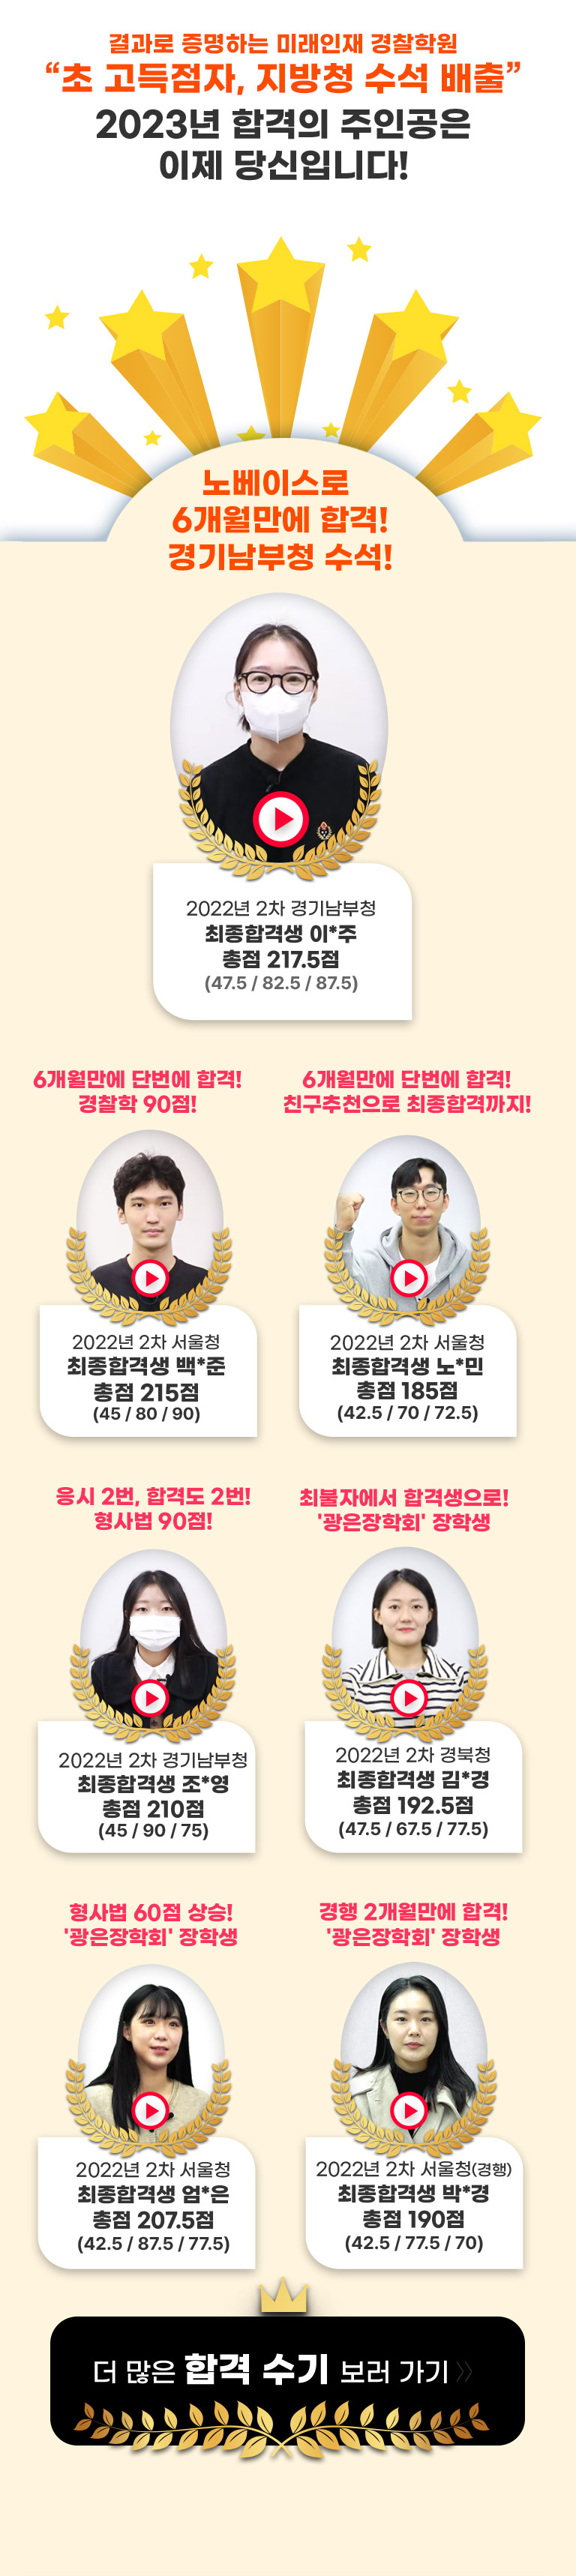 결과로 증명하는 미래인재 경찰학원
“초 고득점자, 지방청 수석 배출”
2023년 합격의 주인공은
이제 당신입니다!
노베이스로
6개월만에 합격!
경기남부청 수석!
2022년 2차 경기남부청
최종합격생 이*주
총점 217.5점
(47.5 / 82.5 / 87.5)
6개월만에 단번에 합격!
경찰학 90점!
2022년 2차 서울청
최종합격생 백*준
총점 215점
(45 / 80 / 90)
6개월만에 단번에 합격!
친구추천으로 최종합격까지!
2022년 2차 서울청
최종합격생 노*민
총점 185점
(42.5 / 70 / 72.5)
응시 2번, 합격도 2번!
형사법 90점!
2022년 2차 경기남부청
최종합격생 조*영
총점 210점
(45 / 90 / 75)
최불자에서 합격생으로!
'광은장학회' 장학생
2022년 2차 경북청
최종합격생 김*경
총점 192.5점
(47.5 / 67.5 / 77.5)
형사법 60점 상승!
'광은장학회' 장학생
2022년 2차 서울청
최종합격생 엄*은
총점 207.5점
(42.5 / 87.5 / 77.5)
경행 2개월만에 합격!
'광은장학회' 장학생
2022년 2차 서울청(경행)
최종합격생 박*경
총점 190점
(42.5 / 77.5 / 70)
더 많은 합격 수기 보러 가기 》